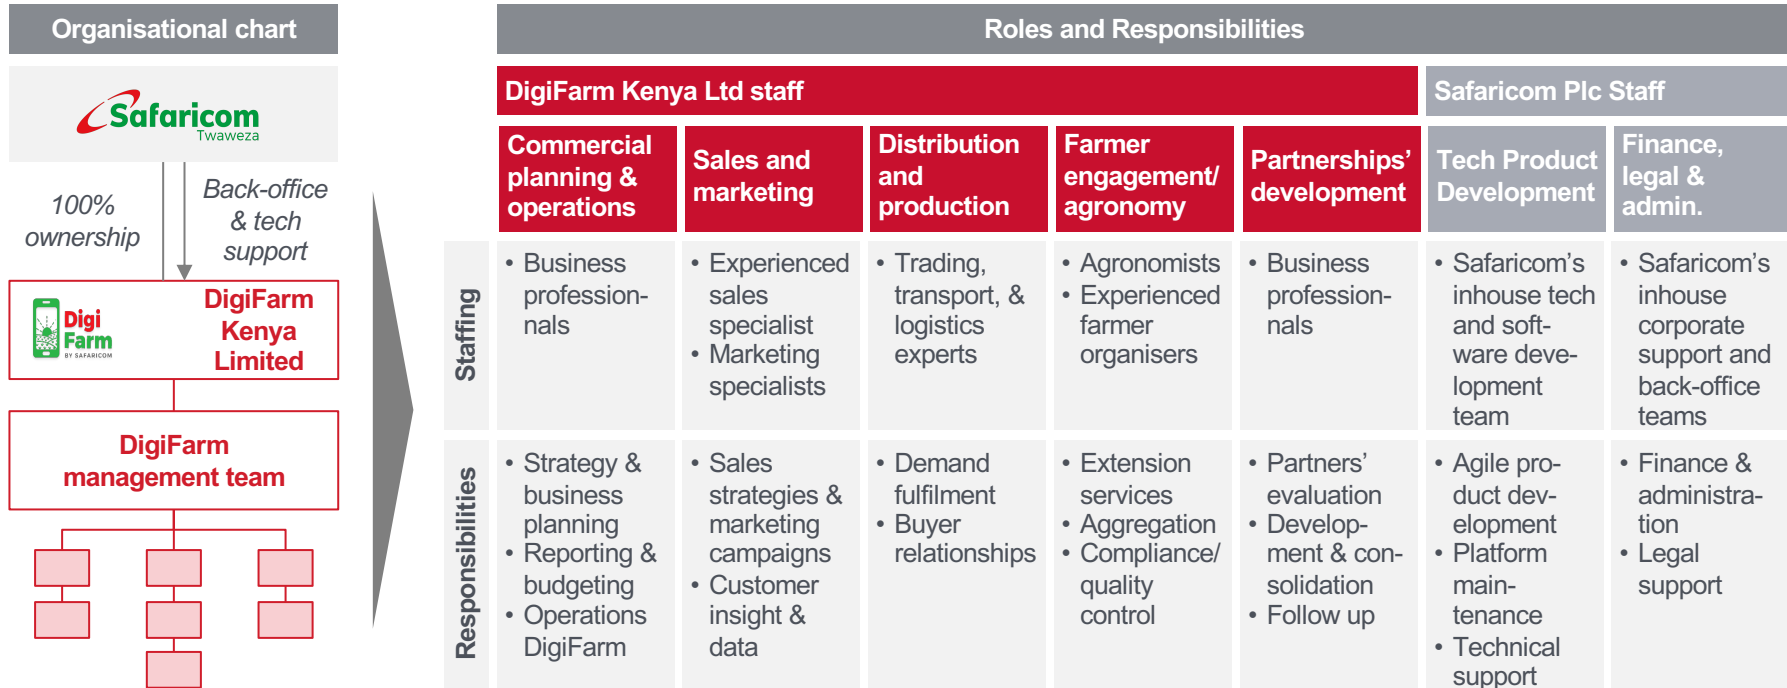 Organisational chart
Safaricom
Twaweza
100%
ownership
Back-office
& tech
support
Digi
Farm
BY SAFARICOM
DigiFarm
Kenya
Limited
DigiFarm
management team
Roles and Responsibilities
DigiFarm Kenya Ltd staff
Safaricom Plc Staff
Commercial
planning &
operations
Sales and
marketing
Distribution
and
production
Farmer
engagement/
agronomy
Partnerships’
development
Tech Product
Development
Finance,
legal &
admin.
Staffing
• Business
profession-
nals
• Experienced
sales
specialist
• Marketing
specialists
• Trading,
transport, &
logistics
experts
• Agronomists
• Experienced
farmer
organisers
• Business
profession-
nals
• Safaricom’s
inhouse tech
and soft-
ware deve-
lopment
team
• Safaricom’s
inhouse
corporate
support and
back-office
teams
Responsibilities
• Strategy &
business
planning
• Reporting &
budgeting
• Operations
DigiFarm
• Sales
strategies &
marketing
campaigns
• Customer
insight &
data
• Demand
fulfilment
• Buyer
relationships
• Extension
services
• Aggregation
• Compliance/
quality
control
• Partners’
evaluation
• Develop-
ment & con-
solidation
• Follow up
• Agile pro-
duct dev-
elopment
• Platform
main-
tenance
• Technical
support
• Finance &
administra-
tion
• Legal
support